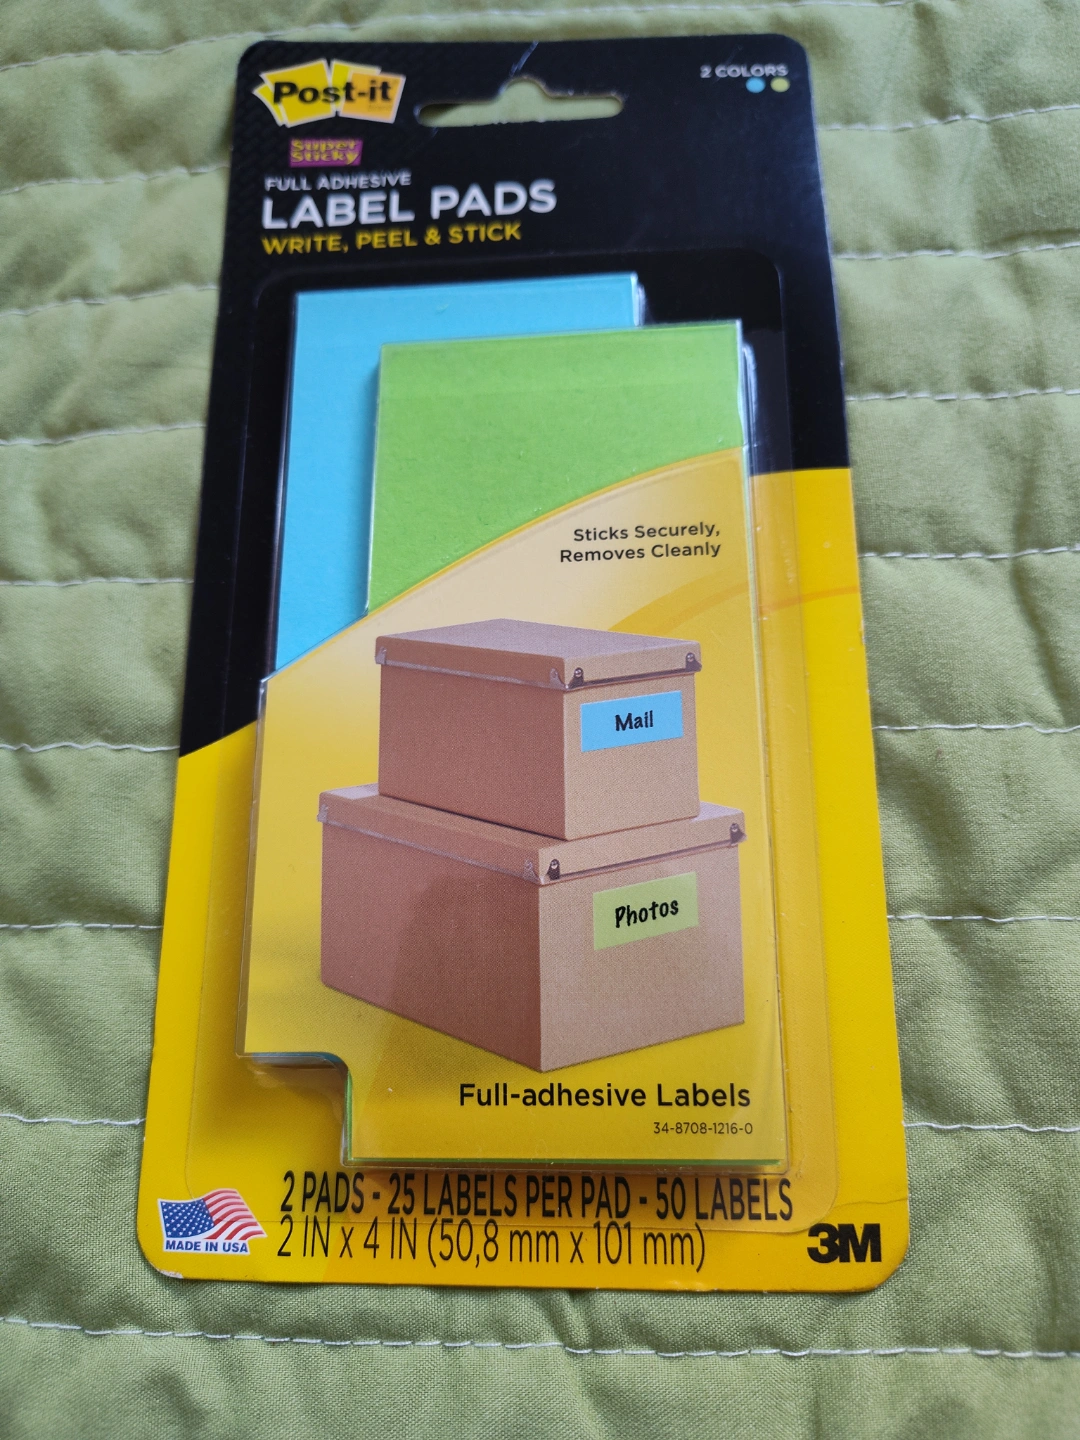 Post-it
2 COLORS
Super
Sticky
FULL ADHESIVE
LABEL PADS
WRITE, PEEL & STICK
Sticks Securely,
Removes Cleanly
Mail
Photos
Full-adhesive Labels
34-8708-1216-0
2 PADS - 25 LABELS PER PAD - 50 LABELS
2 IN x 4 IN (50,8 mm x 101 mm)
MADE IN USA
3M